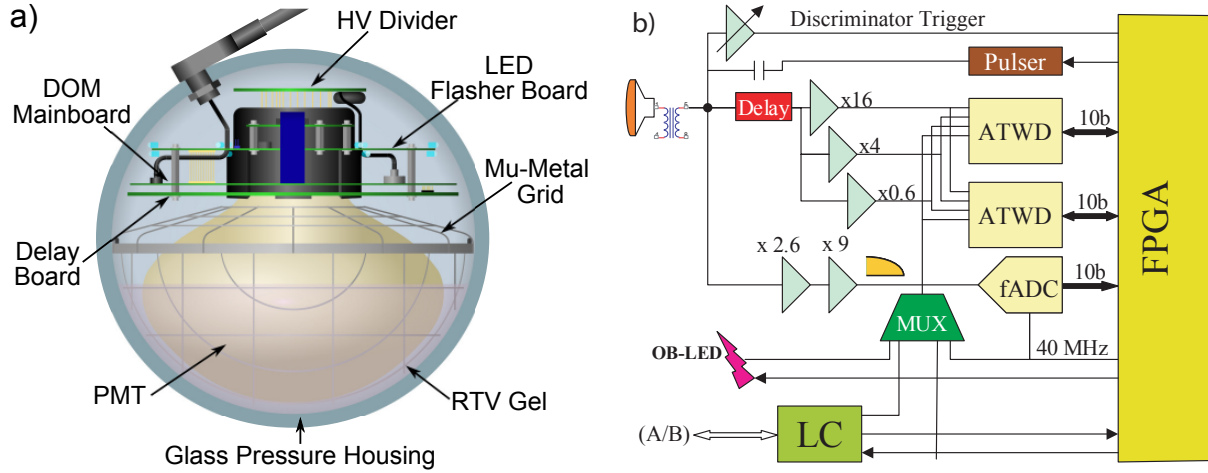 a)
HV Divider
LED
Flasher Board
DOM
Mainboard
Mu-Metal
Grid
Delay
Board
PMT
RTV Gel
Glass Pressure Housing
b)
Discriminator Trigger
Pulser
Delay
x16
x4
x0.6
ATWD
10b
ATWD
10b
x 2.6
x 9
fADC
10b
MUX
40 MHz
OB-LED
(A/B)
LC
FPGA